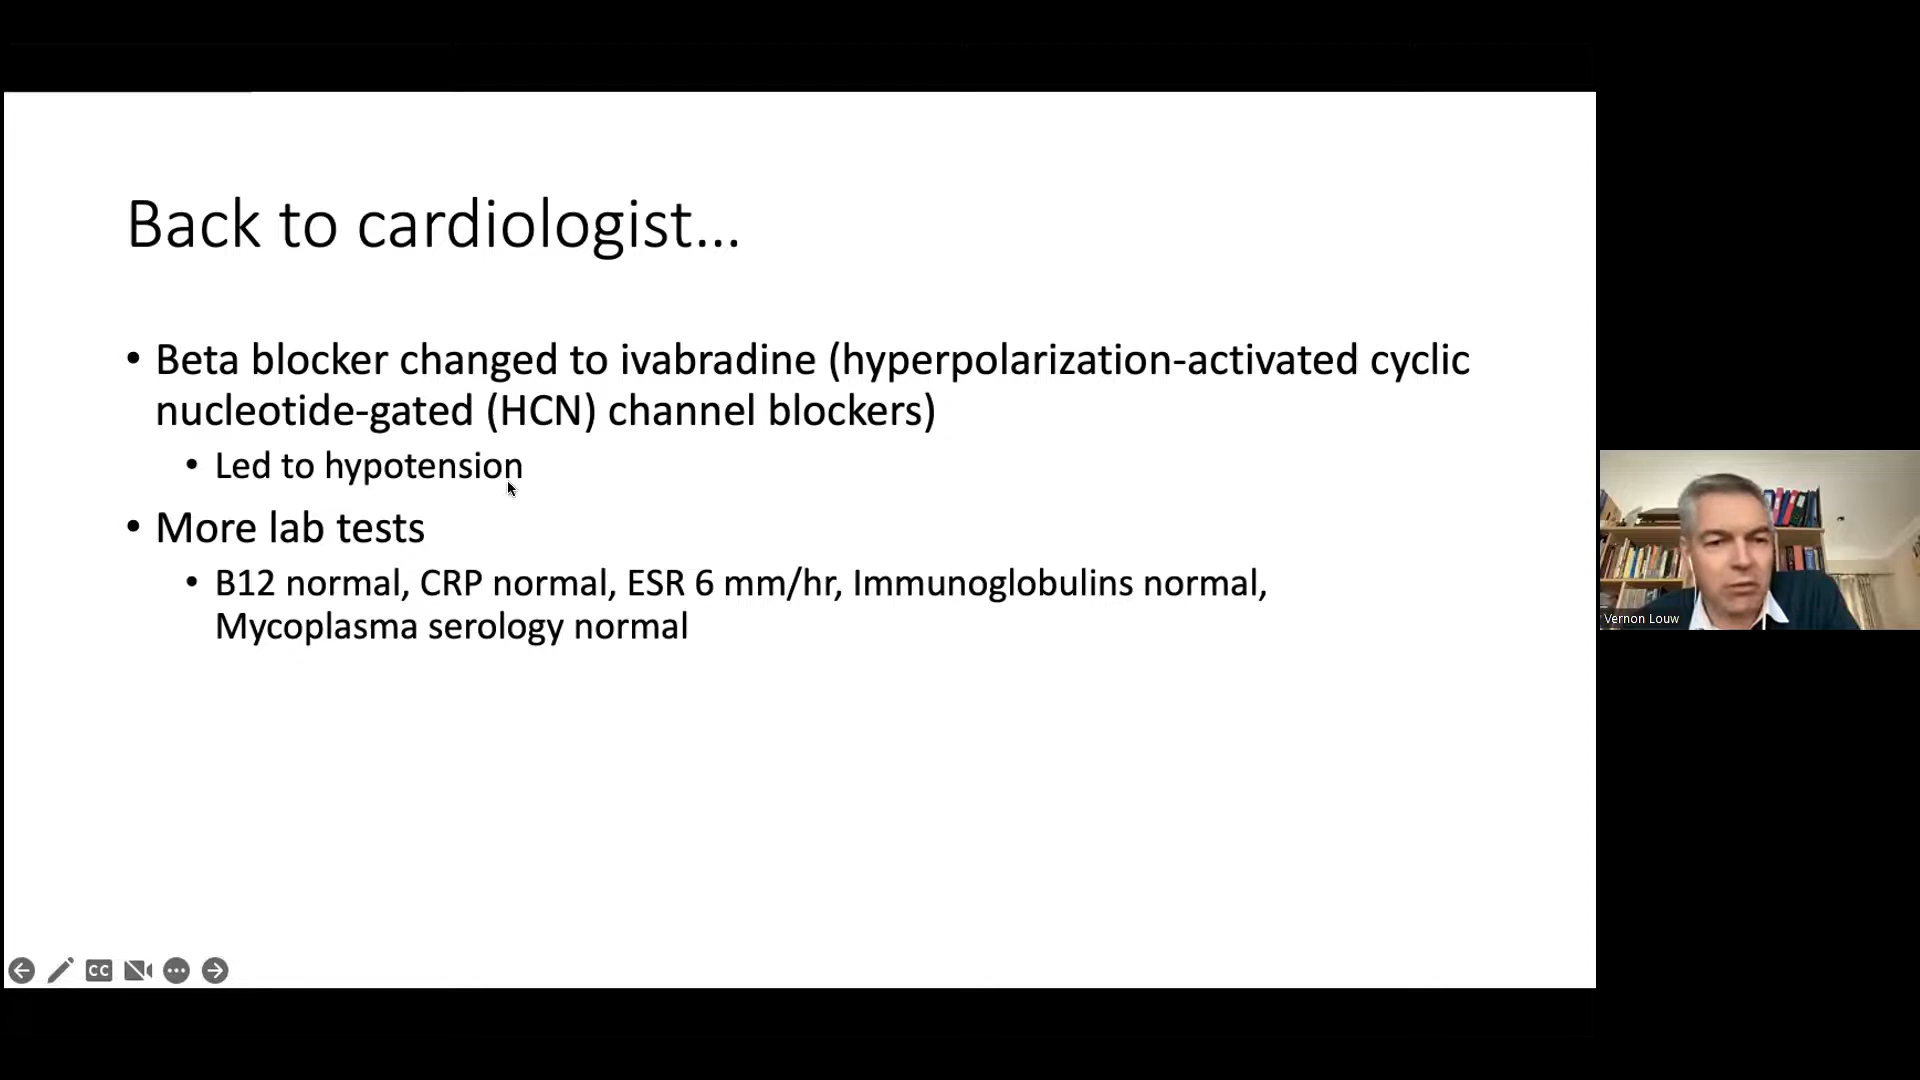 Back to cardiologist...
• Beta blocker changed to ivabradine (hyperpolarization-activated cyclic
nucleotide-gated (HCN) channel blockers)
• Led to hypotension
• More lab tests
• B12 normal, CRP normal, ESR 6 mm/hr, Immunoglobulins normal,
Mycoplasma serology normal
Vernon Louw
CC